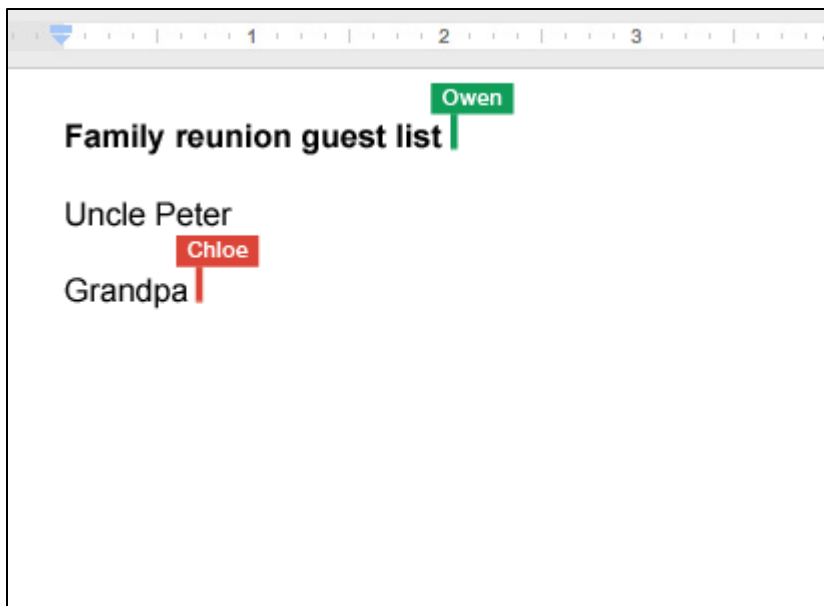 1 2 3
Owen
Family reunion guest list
Uncle Peter
Chloe
Grandpa